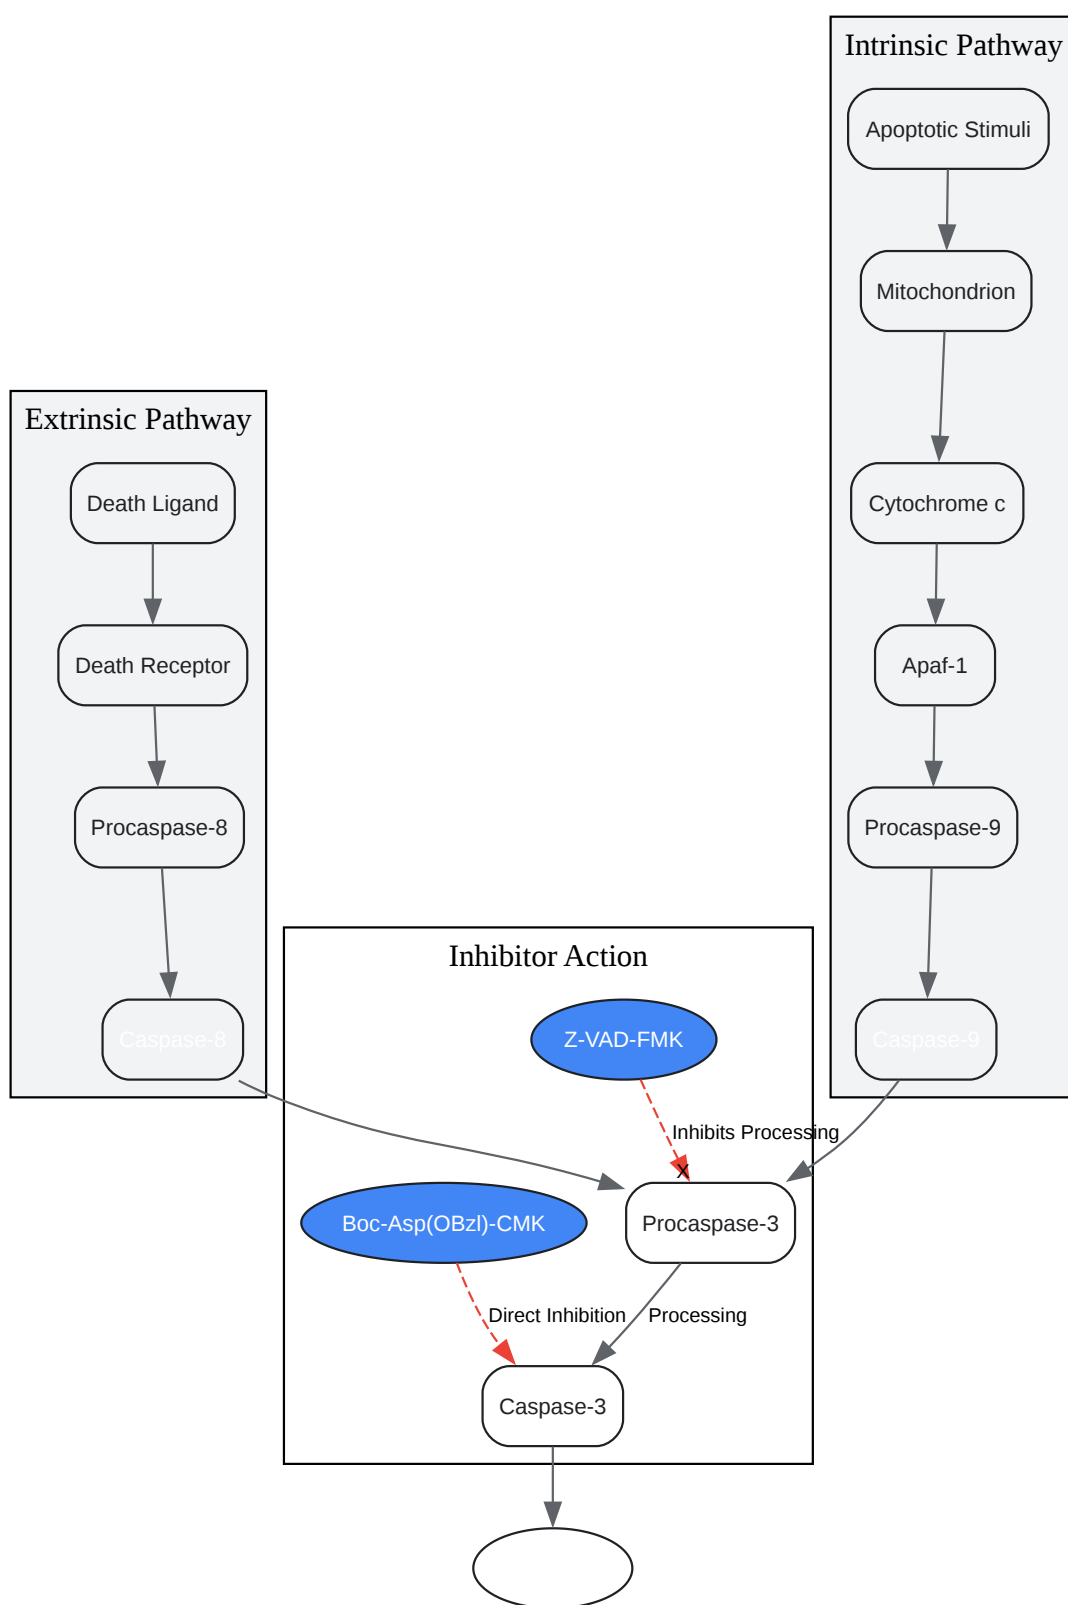 Intrinsic Pathway
Apoptotic Stimuli
Mitochondrion
Extrinsic Pathway
Death Ligand
Cytochrome c
Death Receptor
Apaf-1
Procaspase-8
Procaspase-9
Inhibitor Action
Caspase-8
Z-VAD-FMK
Caspase-9
Inhibits Processing
X
Boc-Asp(OBzl)-CMK
Procaspase-3
Direct Inhibition
Processing
Caspase-3